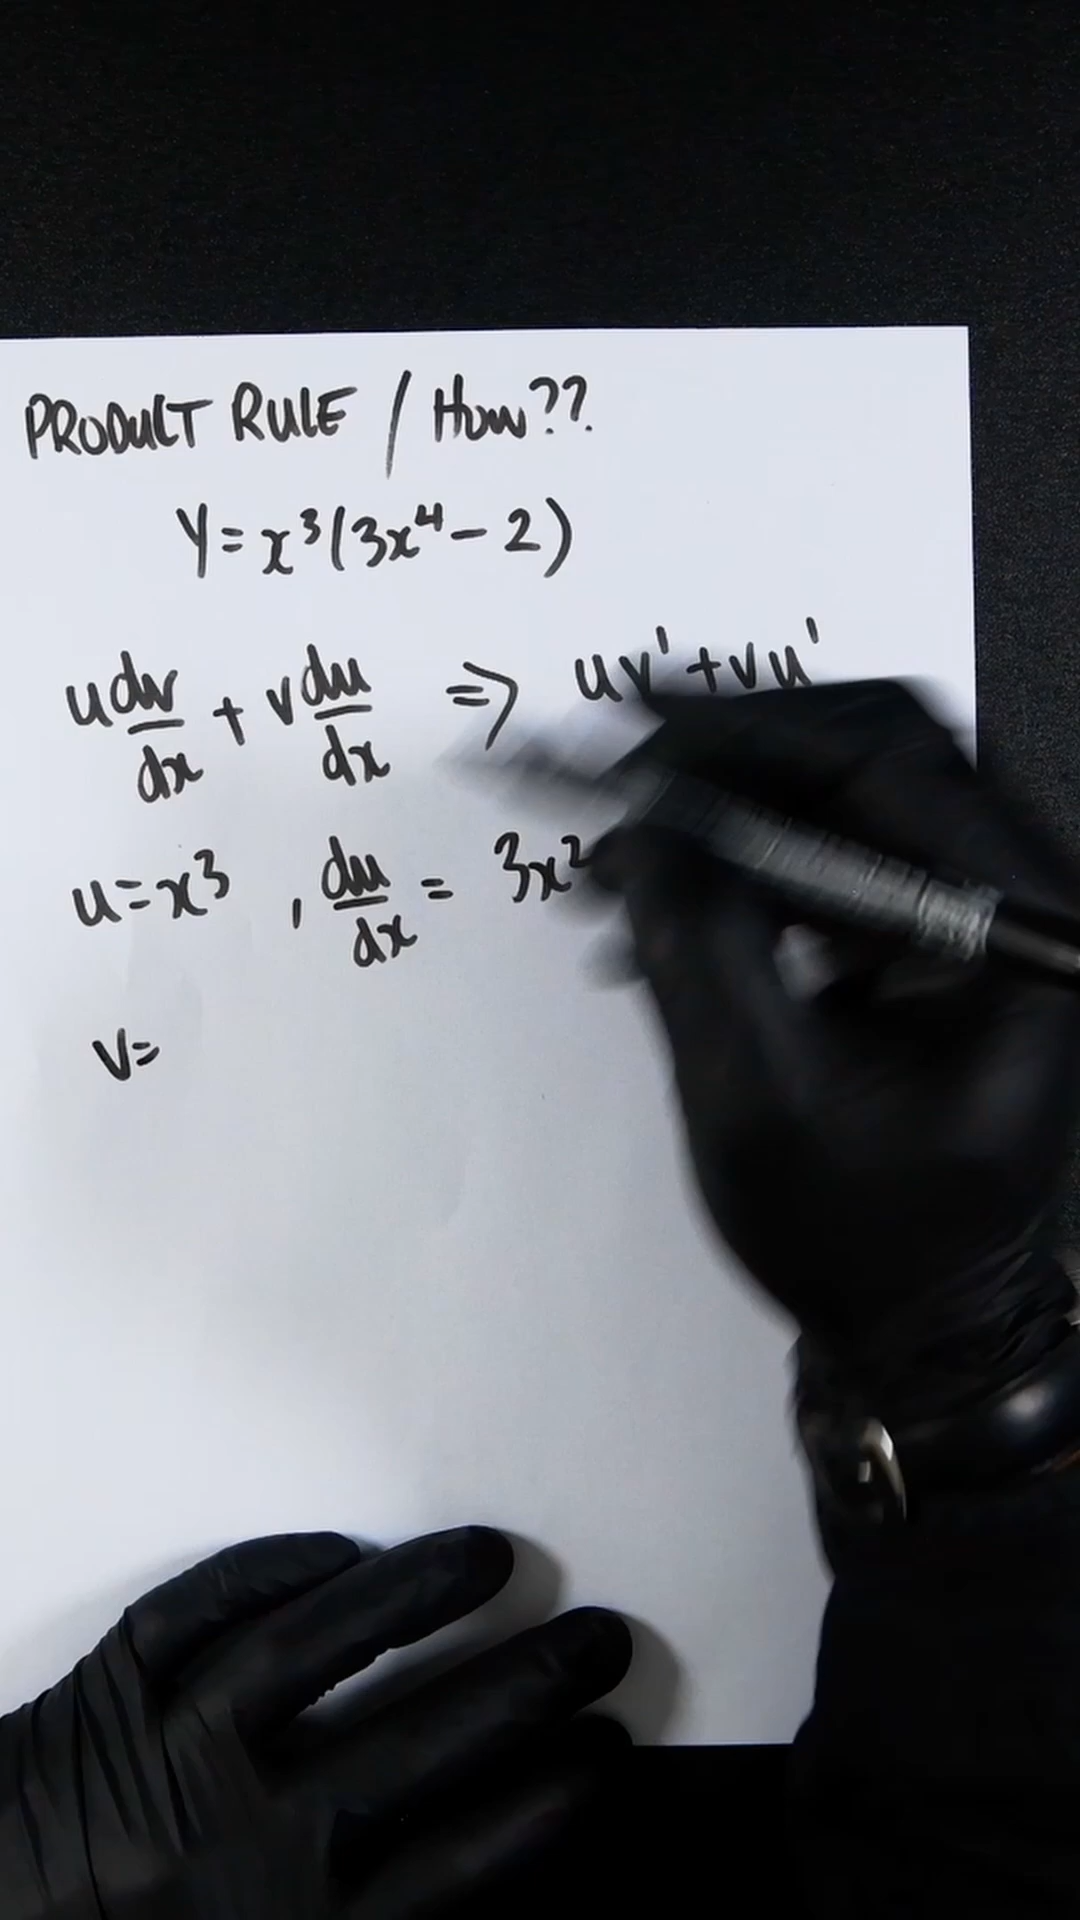 PRODUCT RULE / How??
y = x³(3x⁴ - 2)
u dv/dx + v du/dx => uv' + vu'
u = x³ , du/dx = 3x²
v =